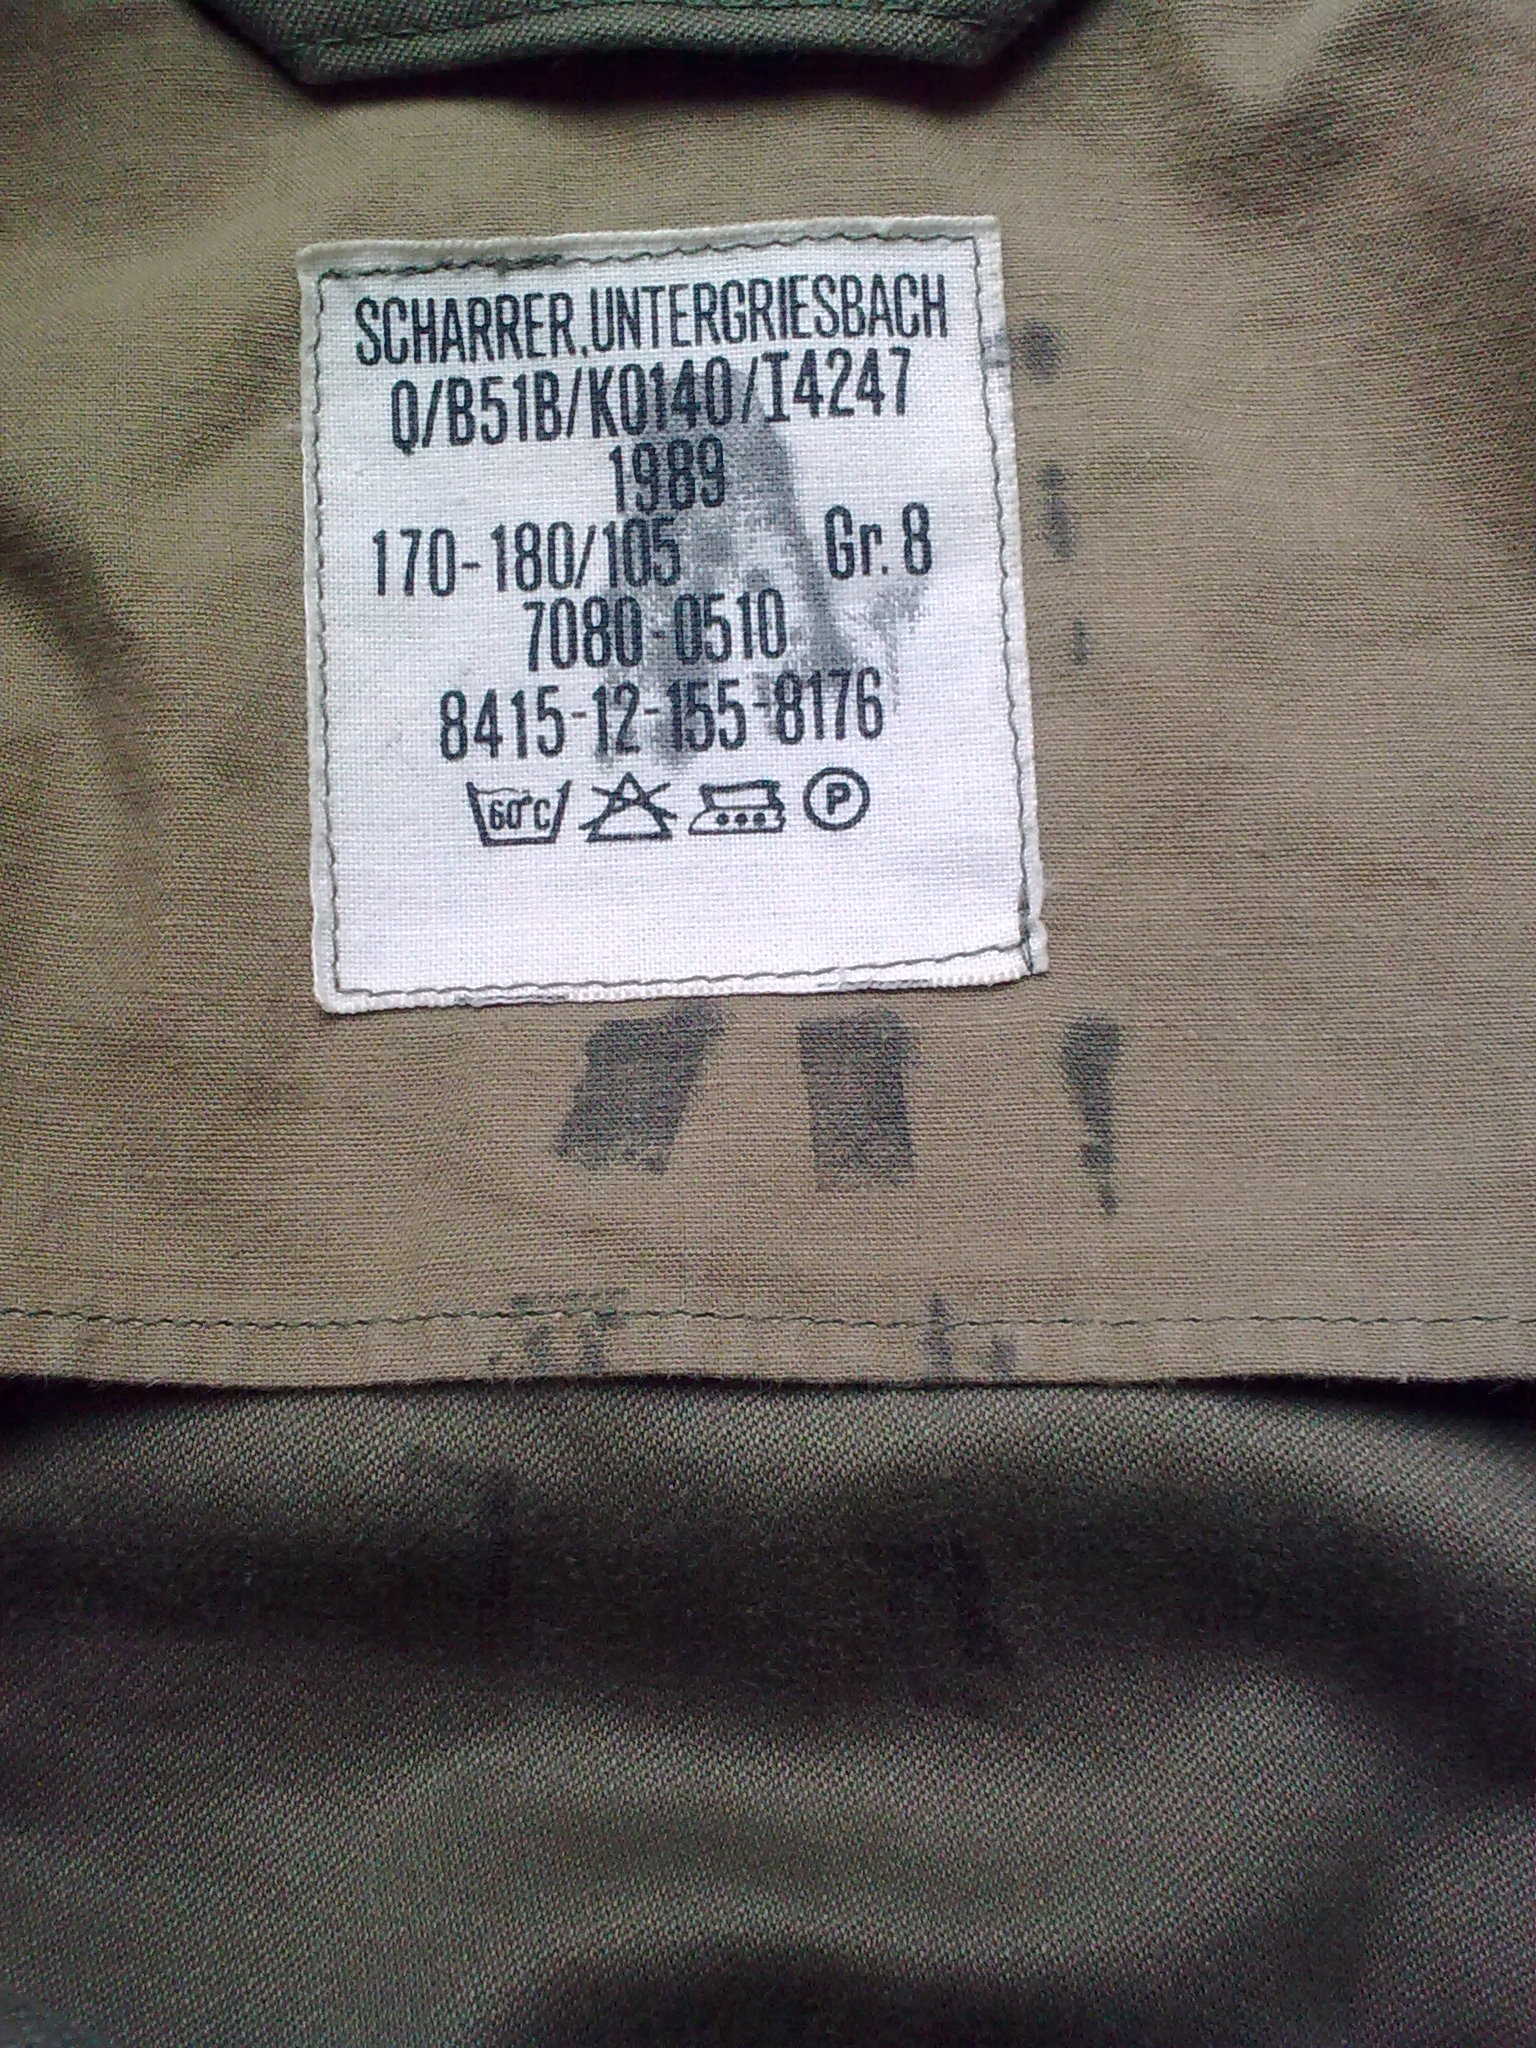 SCHARRER.UNTERGRIESBACH
Q/B51B/K0140/I4247
1989
170-180/105 Gr. 8
7080-0510
8415-12-155-8176
60°C P